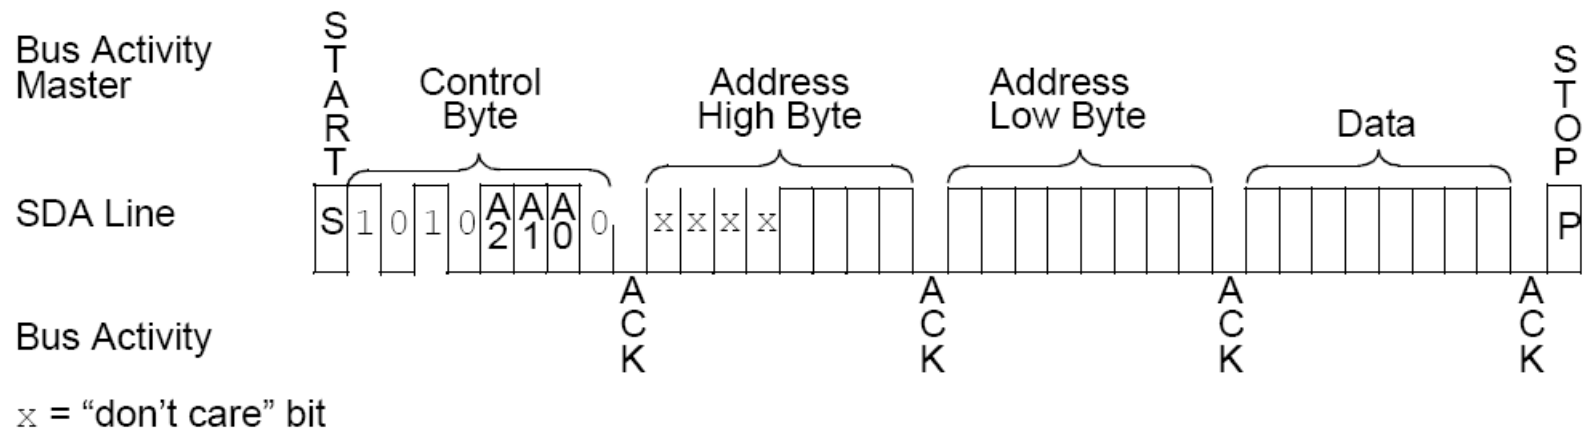 START
Bus Activity
Master
Control
Byte
Address
High Byte
Address
Low Byte
Data
STOP
SDA Line
S 1 0 1 0 A2 A1 A0 0 x x x x P
ACK ACK ACK ACK
Bus Activity
x = “don’t care” bit